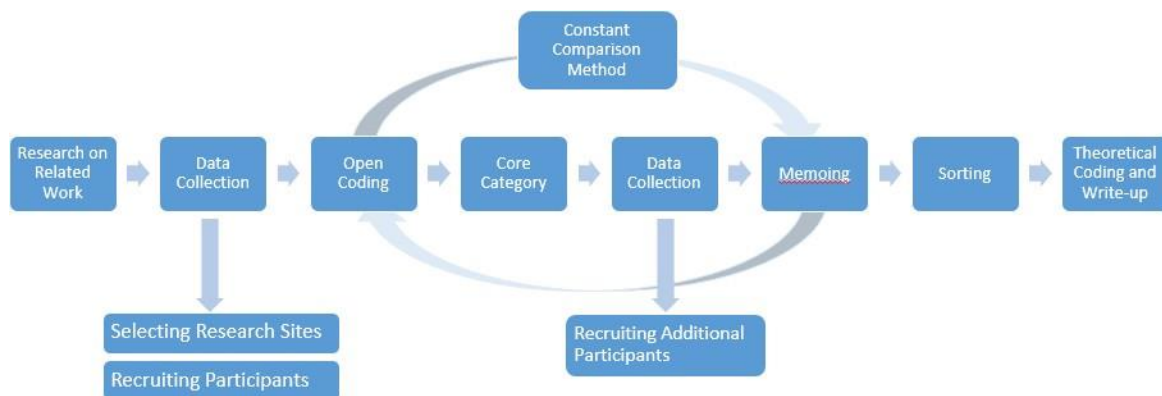 Constant
Comparison
Method
Research on
Related
Work
Data
Collection
Open
Coding
Core
Category
Data
Collection
Memoing
Sorting
Theoretical
Coding and
Write-up
Selecting Research Sites
Recruiting Participants
Recruiting Additional
Participants